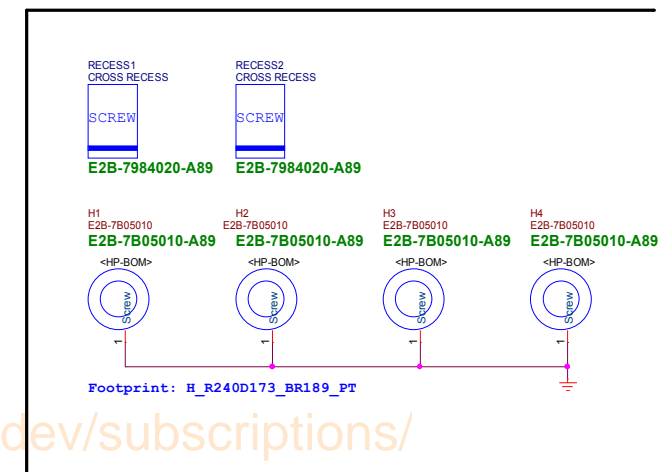 RECESS1 RECESS2
CROSS RECESS CROSS RECESS
SCREW SCREW
E2B-7984020-A89 E2B-7984020-A89
H1 H2 H3 H4
E2B-7B05010 E2B-7B05010 E2B-7B05010 E2B-7B05010
E2B-7B05010-A89 E2B-7B05010-A89 E2B-7B05010-A89 E2B-7B05010-A89
<HP-BOM> <HP-BOM> <HP-BOM> <HP-BOM>
Screw Screw Screw Screw
1 1 1 1
Footprint: H_R240D173_BR189_PT
dev/subscriptions/